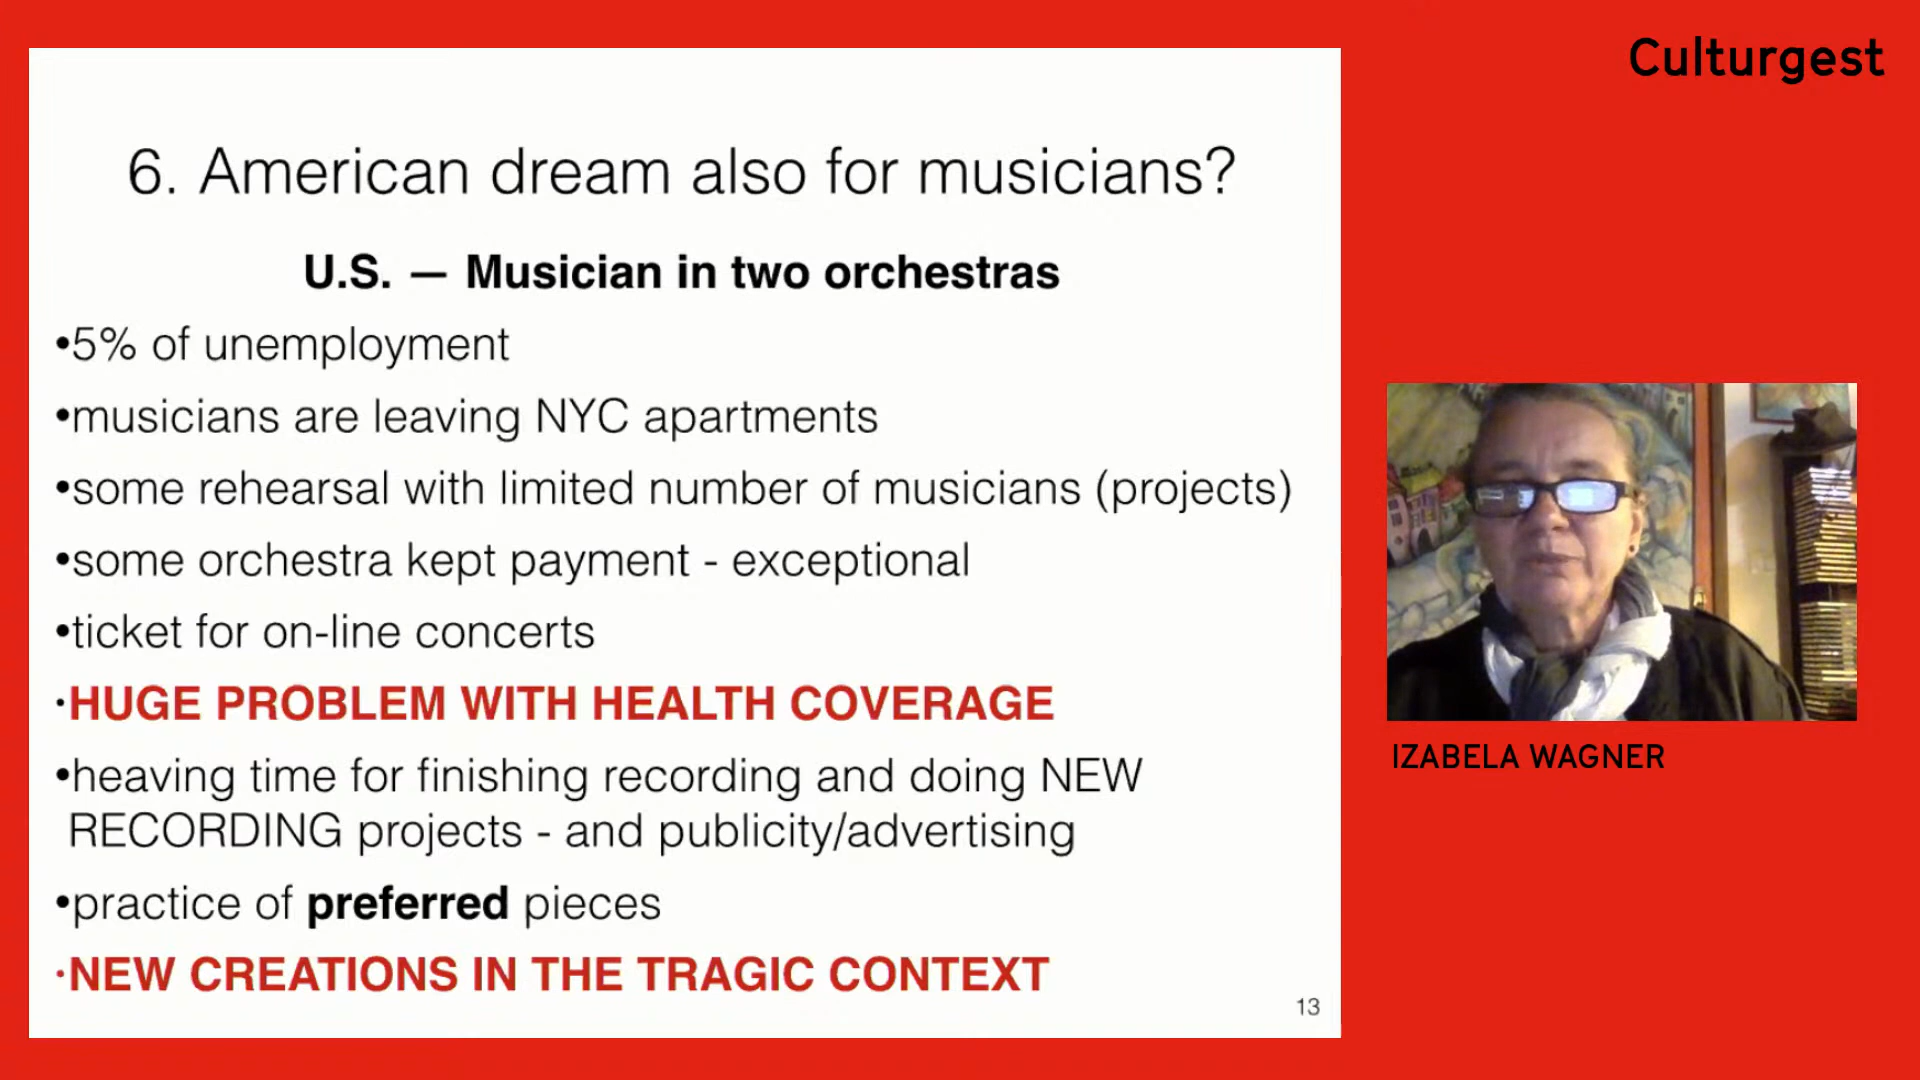 Culturgest
6. American dream also for musicians?
U.S. — Musician in two orchestras
•5% of unemployment
•musicians are leaving NYC apartments
•some rehearsal with limited number of musicians (projects)
•some orchestra kept payment - exceptional
•ticket for on-line concerts
·HUGE PROBLEM WITH HEALTH COVERAGE
•heaving time for finishing recording and doing NEW
RECORDING projects - and publicity/advertising
•practice of preferred pieces
·NEW CREATIONS IN THE TRAGIC CONTEXT
13
IZABELA WAGNER